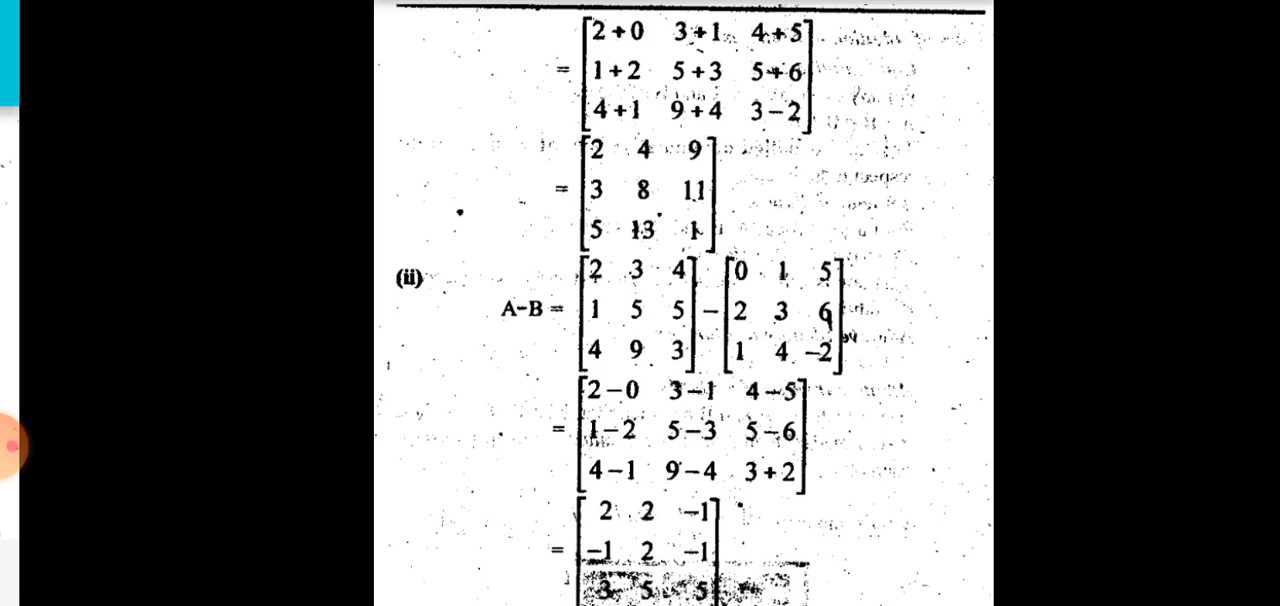 = [2+0 3+1 4+5
1+2 5+3 5+6
4+1 9+4 3-2]
= [2 4 9
3 8 11
5 13 1]
(ii) A-B = [2 3 4
1 5 5
4 9 3] - [0 1 5
2 3 6
1 4 -2]
= [2-0 3-1 4-5
1-2 5-3 5-6
4-1 9-4 3+2]
= [2 2 -1
-1 2 -1
3 5 5]